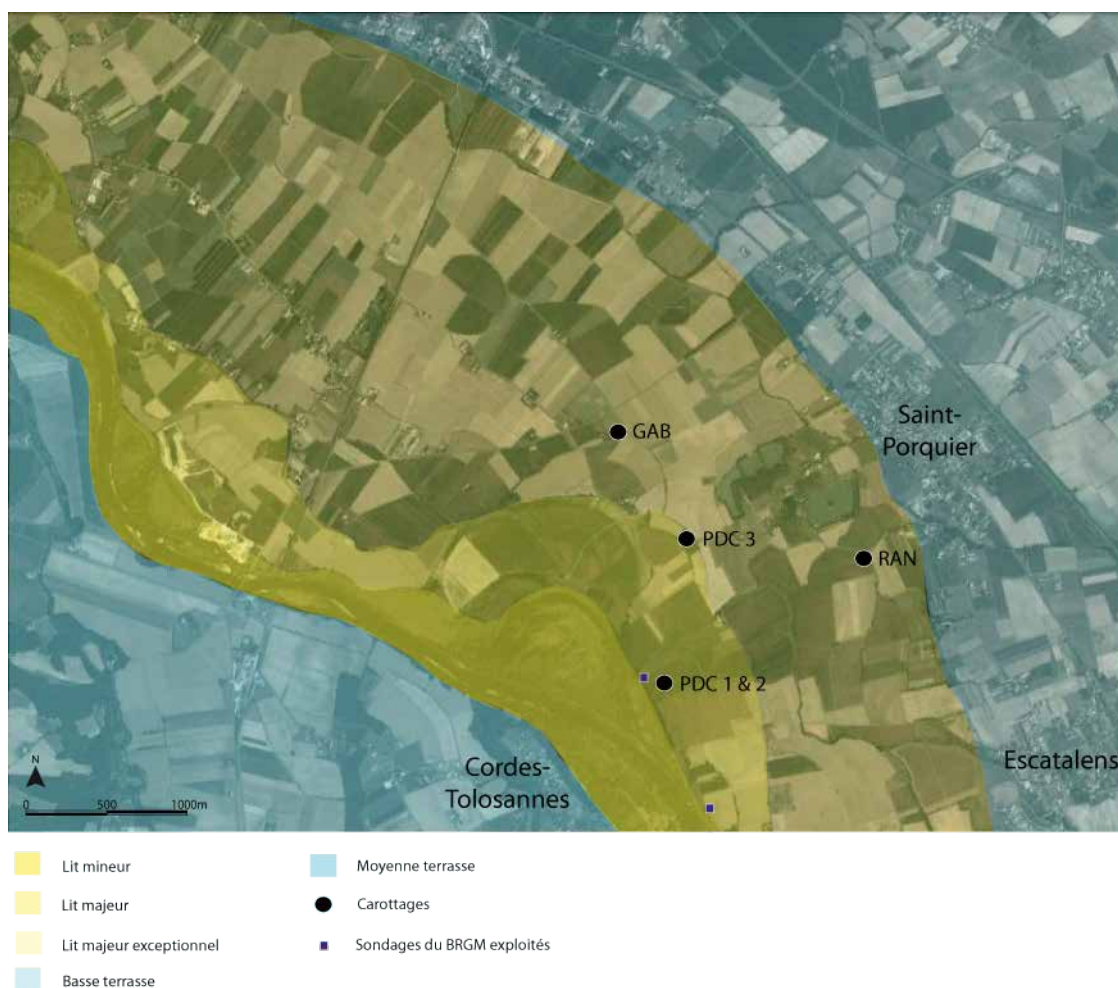 GAB
Saint-
Porquier
PDC 3
RAN
PDC 1 & 2
Cordes-
Tolosannes
Escatalens
N
0 500 1000m
Lit mineur
Lit majeur
Lit majeur exceptionnel
Basse terrasse
Moyenne terrasse
Carottages
Sondages du BRGM exploités